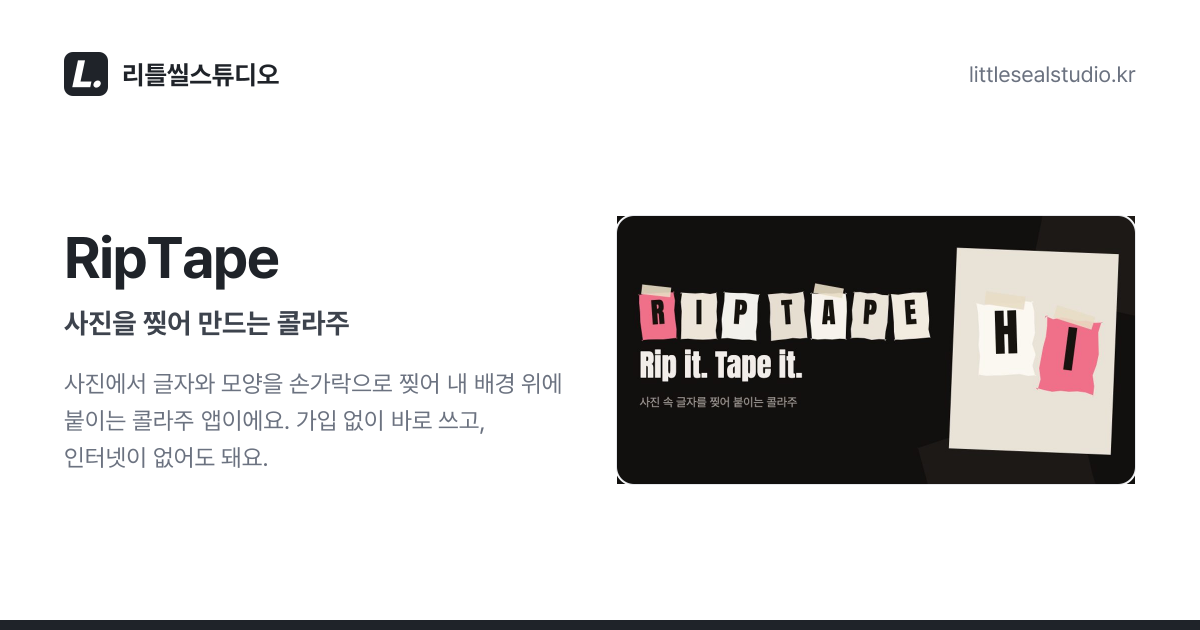 L. 리틀씰스튜디오
littlesealstudio.kr
RipTape
사진을 찢어 만드는 콜라주
사진에서 글자와 모양을 손가락으로 찢어 내 배경 위에
붙이는 콜라주 앱이에요. 가입 없이 바로 쓰고,
인터넷이 없어도 돼요.
RIPTAPE
Rip it. Tape it.
사진 속 글자를 찢어 붙이는 콜라주
HI